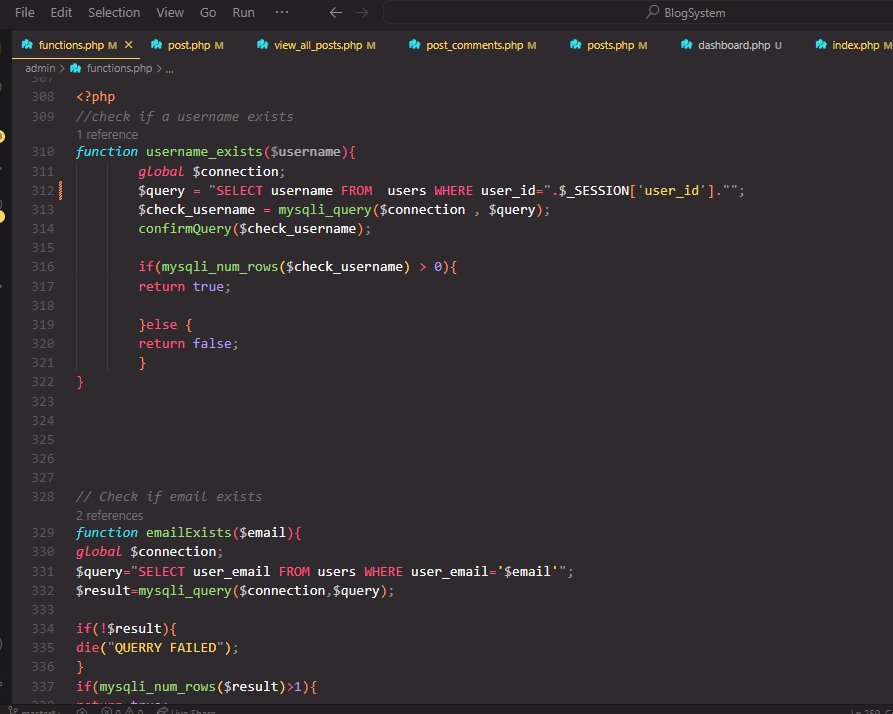 File Edit Selection View Go Run ··· ← → BlogSystem
functions.php M × post.php M view_all_posts.php M post_comments.php M posts.php M dashboard.php U index.php M
admin > functions.php > ...
307
308 <?php
309 //check if a username exists
1 reference
310 function username_exists($username){
311 global $connection;
312 $query = "SELECT username FROM  users WHERE user_id=".$_SESSION['user_id']."";
313 $check_username = mysqli_query($connection , $query);
314 confirmQuery($check_username);
315
316 if(mysqli_num_rows($check_username) > 0){
317 return true;
318
319 }else {
320 return false;
321 }
322 }
323
324
325
326
327
328 // Check if email exists
2 references
329 function emailExists($email){
330 global $connection;
331 $query="SELECT user_email FROM users WHERE user_email='$email'";
332 $result=mysqli_query($connection,$query);
333
334 if(!$result){
335 die("QUERRY FAILED");
336 }
337 if(mysqli_num_rows($result)>1){
338 return true;
master* 0 0 Live Share